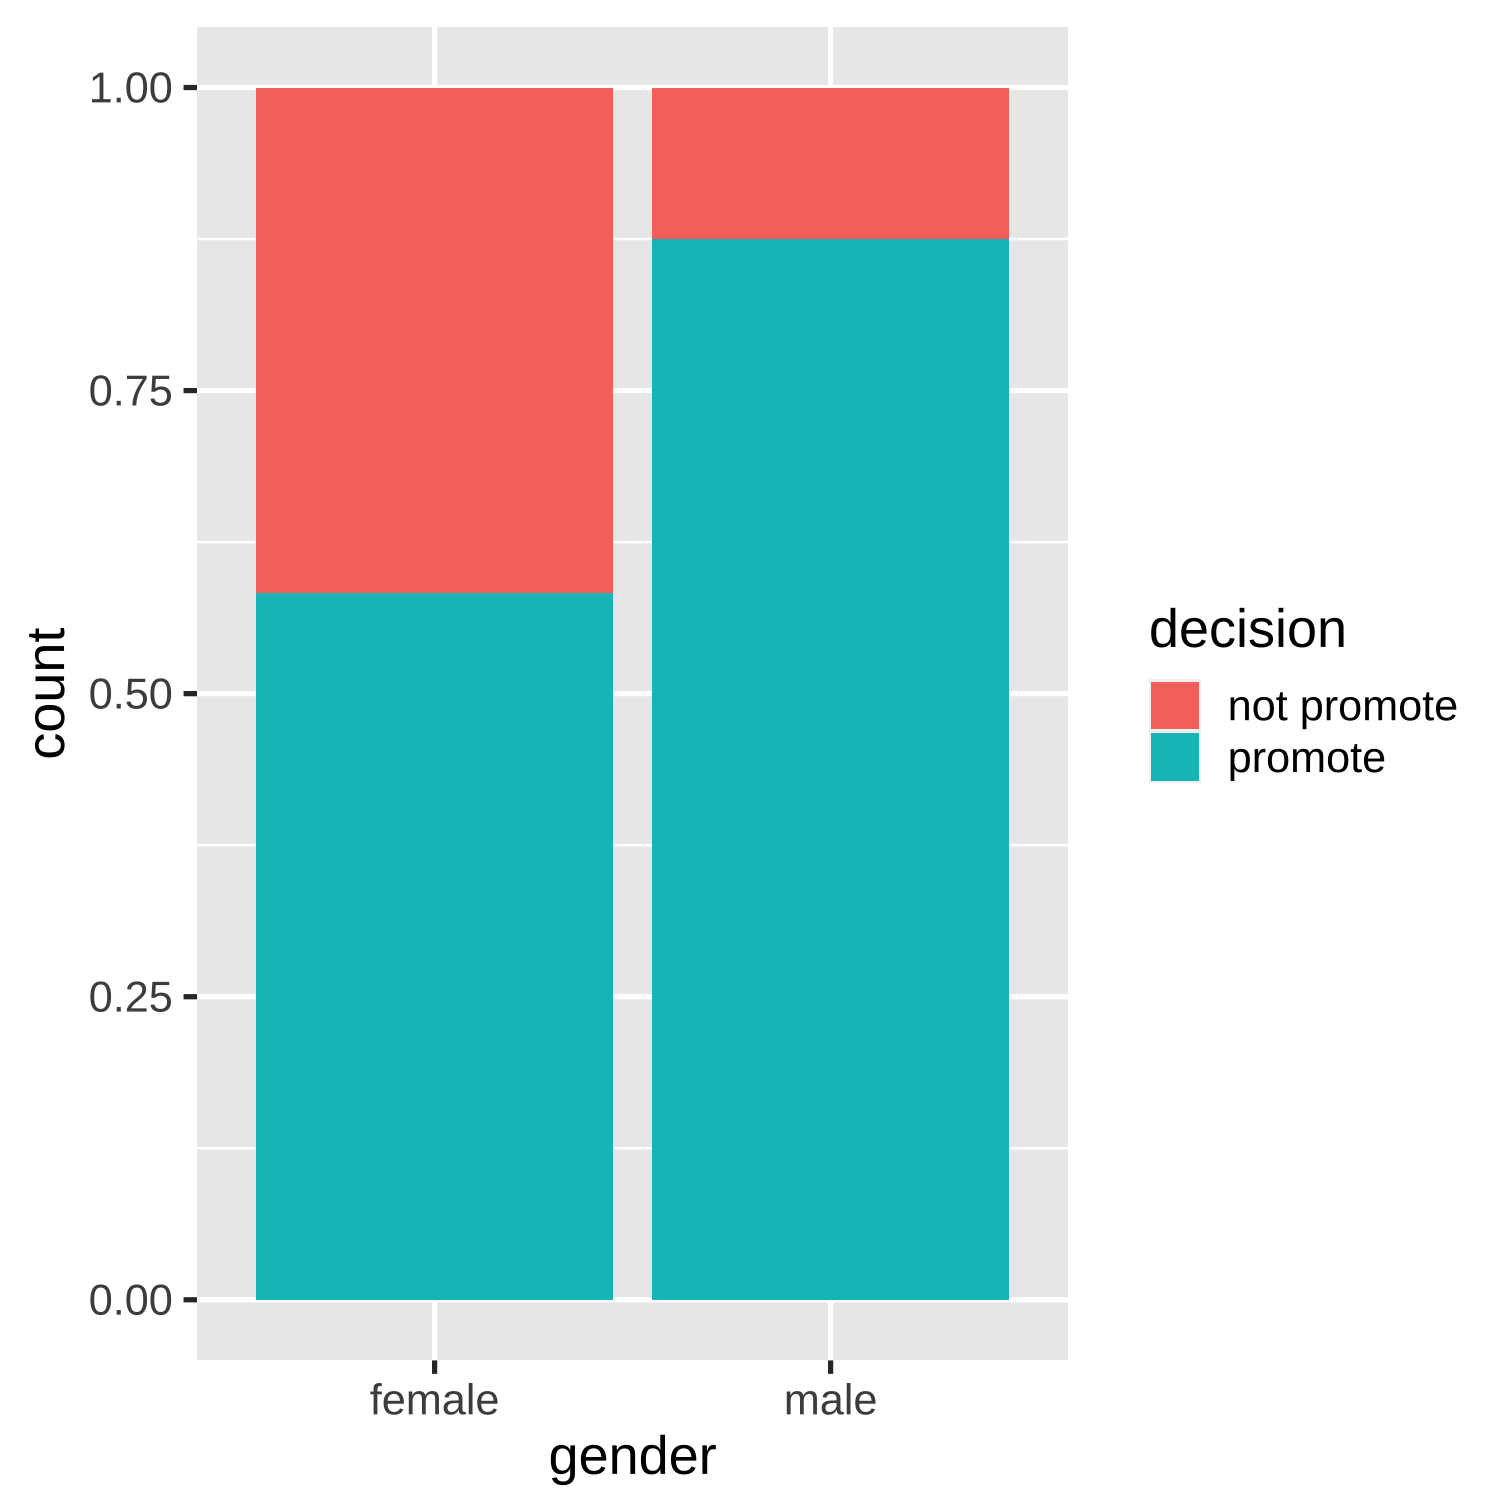 1.00
0.75
0.50
0.25
0.00
count
female
male
gender
decision
not promote
promote